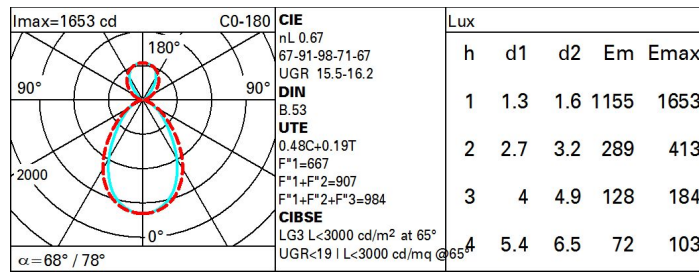 Imax=1653 cd C0-180
180°
90° 90°
2000
0°
α=68° / 78°
CIE
nL 0.67
67-91-98-71-67
UGR 15.5-16.2
DIN
B.53
UTE
0.48C+0.19T
F"1=667
F"1+F"2=907
F"1+F"2+F"3=984
CIBSE
LG3 L<3000 cd/m² at 65°
UGR<19 | L<3000 cd/mq @65°
Lux
h d1 d2 Em Emax
1 1.3 1.6 1155 1653
2 2.7 3.2 289 413
3 4 4.9 128 184
4 5.4 6.5 72 103